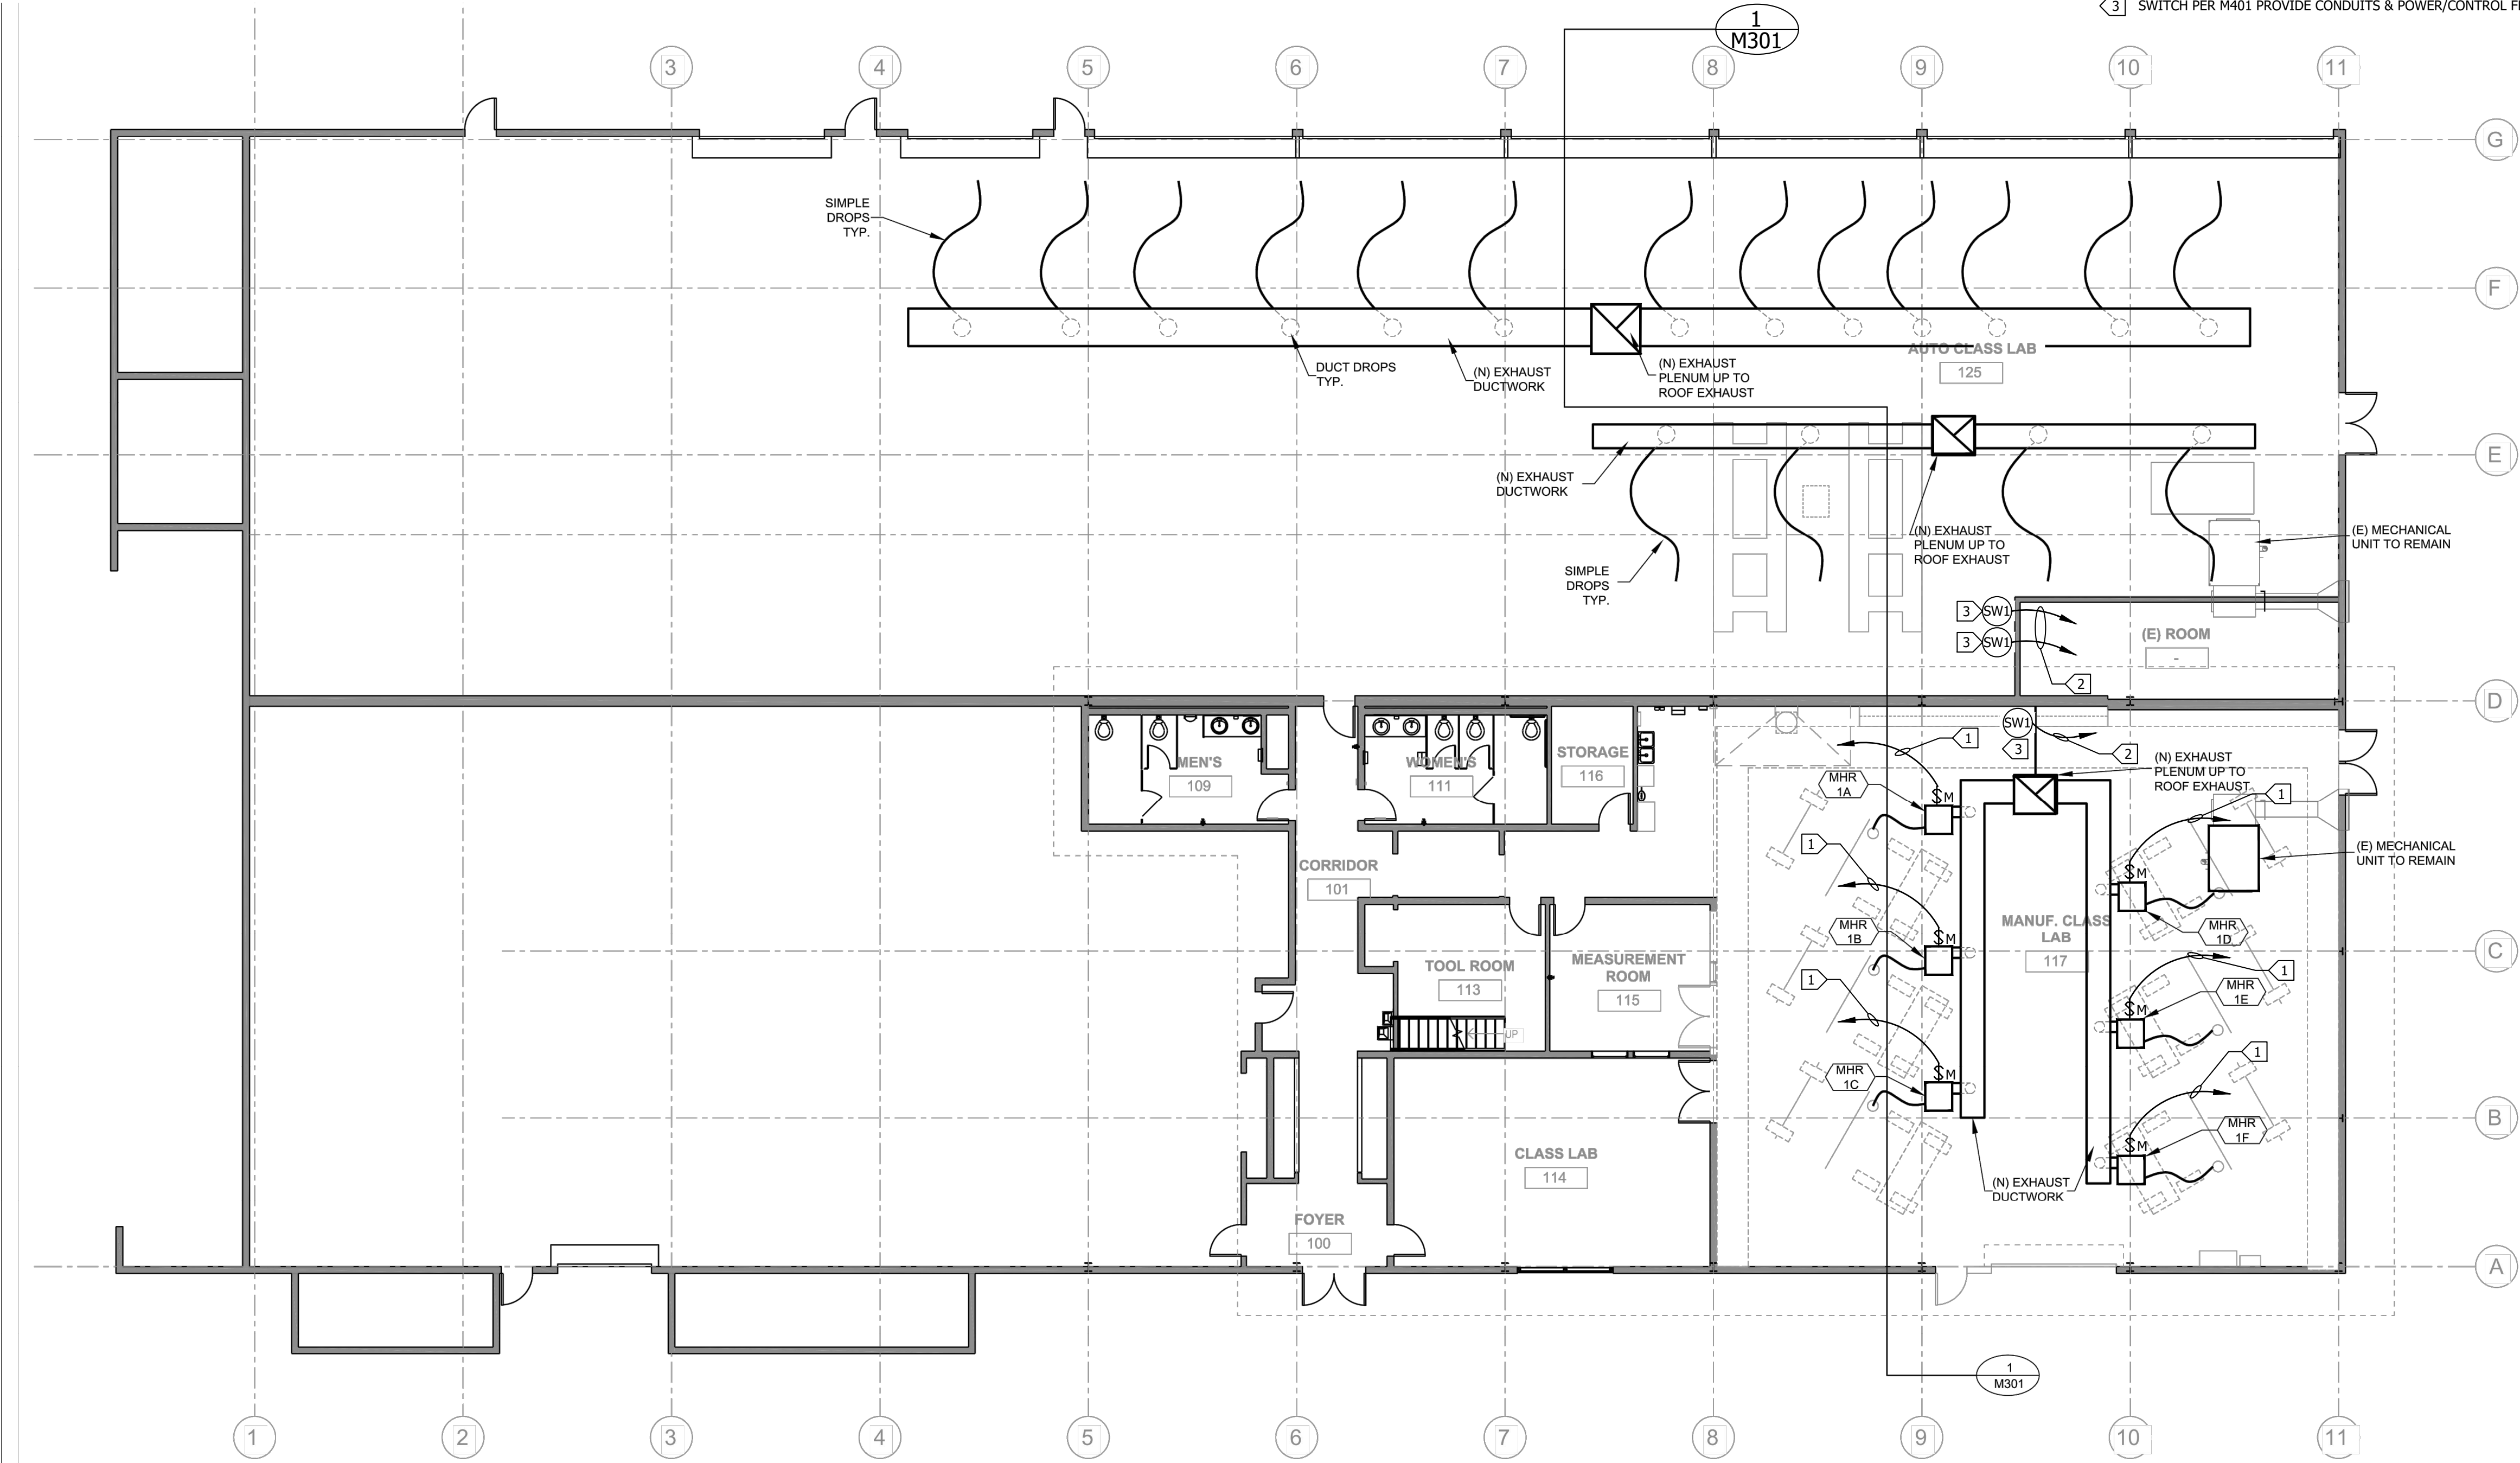 3 SWITCH PER M401 PROVIDE CONDUITS & POWER/CONTROL
1
M301
3 4 5 6 7 8 9 10 11
G
SIMPLE
DROPS
TYP.
F
DUCT DROPS
TYP.
(N) EXHAUST
DUCTWORK
(N) EXHAUST
PLENUM UP TO
ROOF EXHAUST
AUTO CLASS LAB
125
E
(N) EXHAUST
DUCTWORK
(N) EXHAUST
PLENUM UP TO
ROOF EXHAUST
(E) MECHANICAL
UNIT TO REMAIN
SIMPLE
DROPS
TYP.
3 SW1
3 SW1
(E) ROOM
-
2
D
MEN'S
109
WOMEN'S
111
STORAGE
116
1
SW1
3
2
(N) EXHAUST
PLENUM UP TO
ROOF EXHAUST
MHR
1A
$M
1
1
(E) MECHANICAL
UNIT TO REMAIN
CORRIDOR
101
$M
MHR
1B
$M
MANUF. CLASS
LAB
117
MHR
1D
C
TOOL ROOM
113
MEASUREMENT
ROOM
115
1
1
MHR
1E
$M
UP
MHR
1C
$M
1
B
MHR
1F
$M
CLASS LAB
114
(N) EXHAUST
DUCTWORK
FOYER
100
A
1
M301
1 2 3 4 5 6 7 8 9 10 11